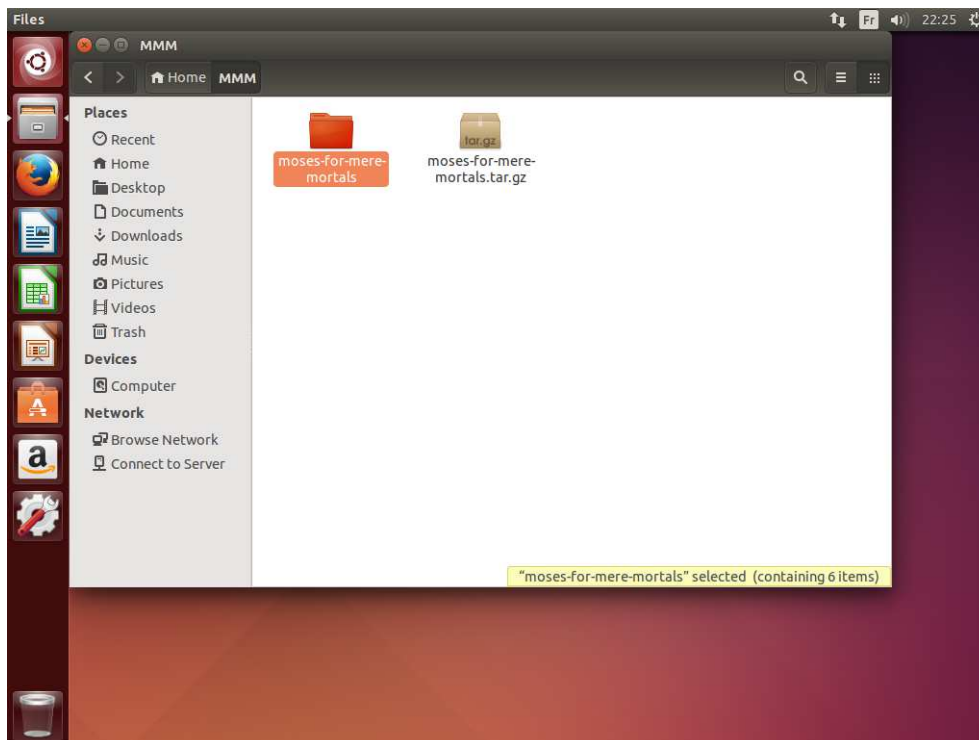 Files
Fr
22:25
MMM
Home
MMM
Places
Recent
Home
Desktop
Documents
Downloads
Music
Pictures
Videos
Trash
Devices
Computer
Network
Browse Network
Connect to Server
moses-for-mere-
mortals
tar.gz
moses-for-mere-
mortals.tar.gz
"moses-for-mere-mortals" selected (containing 6 items)
A
a